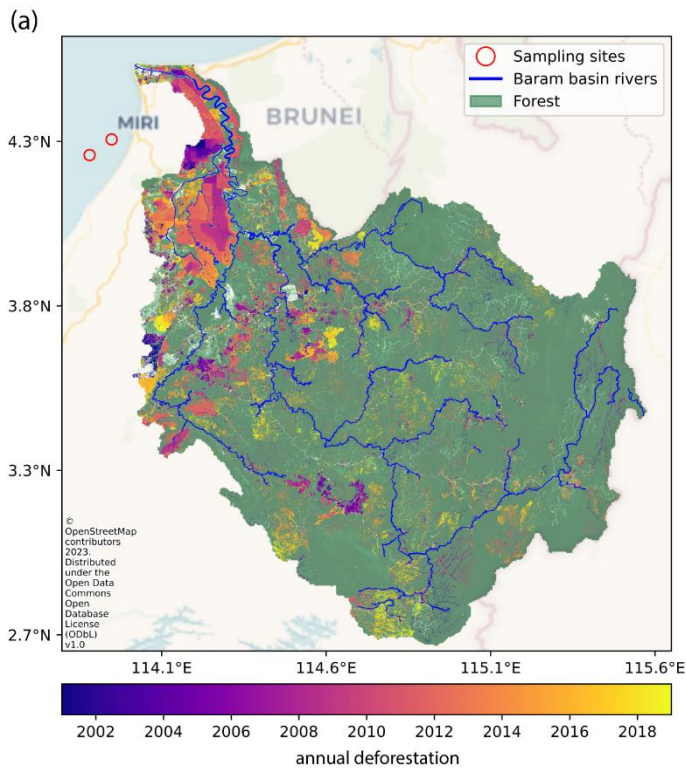 (a)
Sampling sites
Baram basin rivers
Forest
MIRI
BRUNEI
4.3°N
3.8°N
3.3°N
2.7°N
©
OpenStreetMap
contributors
2023.
Distributed
under the
Open Data
Commons
Open
Database
License
(ODbL)
v1.0
114.1°E 114.6°E 115.1°E 115.6°E
2002 2004 2006 2008 2010 2012 2014 2016 2018
annual deforestation